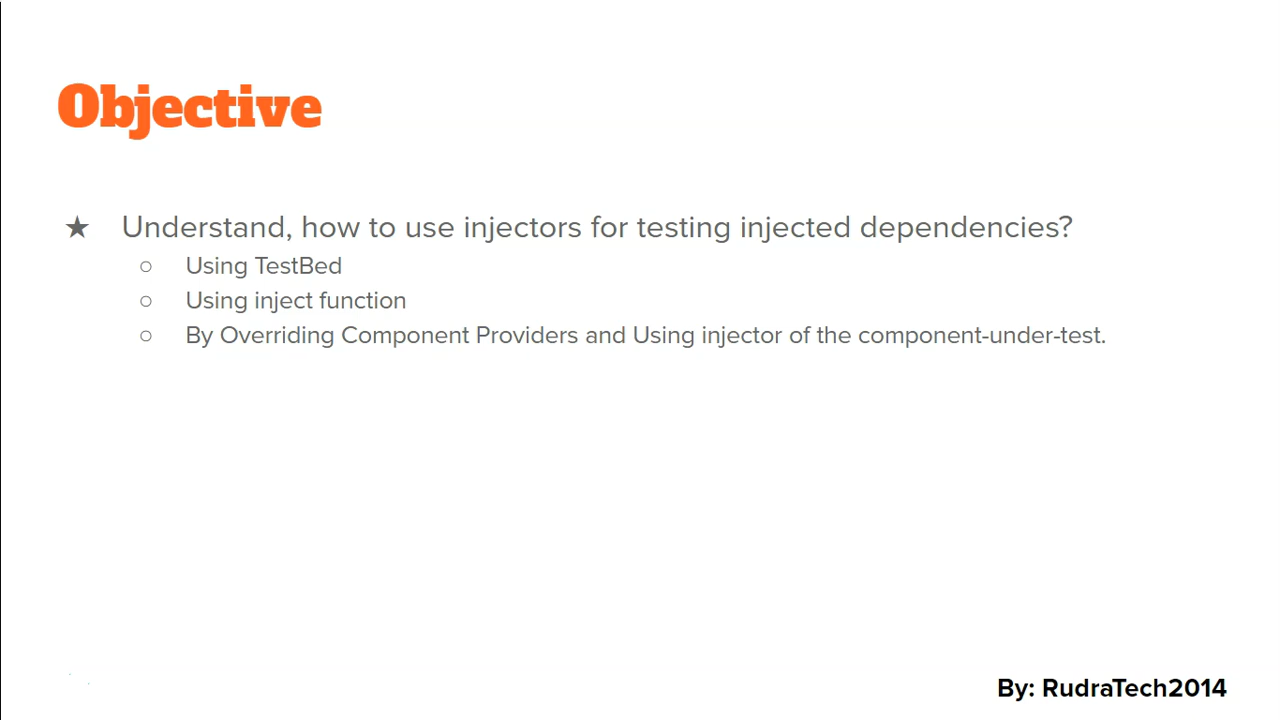 Objective
★ Understand, how to use injectors for testing injected dependencies?
○ Using TestBed
○ Using inject function
○ By Overriding Component Providers and Using injector of the component-under-test.
By: RudraTech2014